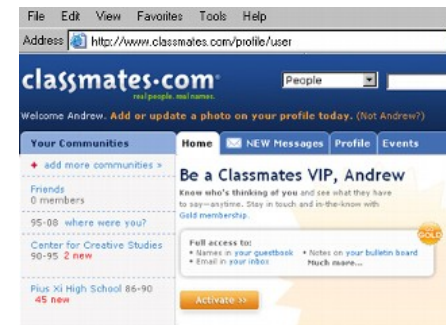 File Edit View Favorites Tools Help
Address http://www.classmates.com/profile/user
classmates.com
real people. real names.
People
Welcome Andrew. Add or update a photo on your profile today. (Not Andrew?)
Your Communities
Home NEW Messages Profile Events
+ add more communities »
Friends
0 members
95-08 where were you?
Center for Creative Studies
90-95 2 new
Pius Xi High School 86-90
45 new
Be a Classmates VIP, Andrew
Know who's thinking of you and see what they have
to say—anytime. Stay in touch and in-the-know with
Gold membership.
GOLD
Full access to:
• Names in your guestbook • Notes on your bulletin board
• Email in your inbox Much more...
Activate >>